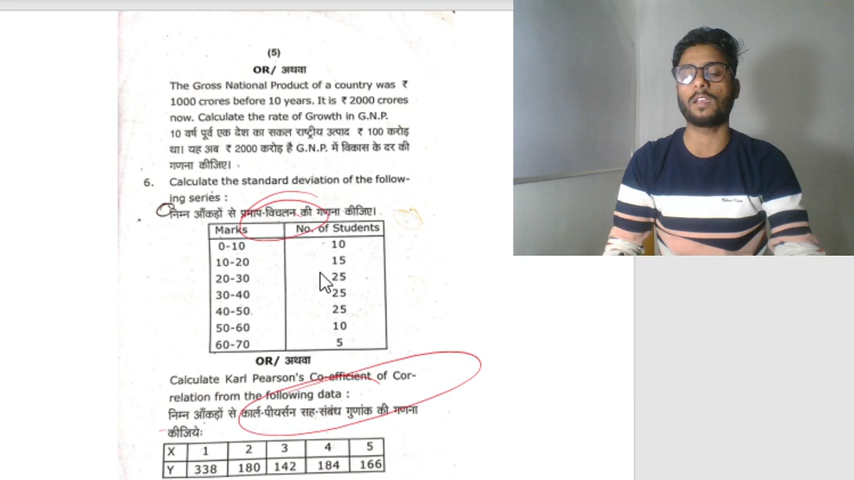 (5)
OR/ अथवा
The Gross National Product of a country was ₹
1000 crores before 10 years. It is ₹ 2000 crores
now. Calculate the rate of Growth in G.N.P.
10 वर्ष पूर्व एक देश का सकल राष्ट्रीय उत्पाद ₹ 100 करोड़
था। यह अब ₹ 2000 करोड़ है G.N.P. में विकास के दर की
गणना कीजिए।
6. Calculate the standard deviation of the follow-
ing series :
निम्न आँकड़ों से प्रमाप-विचलन की गणना कीजिए।
Marks No. of Students
0-10 10
10-20 15
20-30 25
30-40 25
40-50 25
50-60 10
60-70 5
OR/ अथवा
Calculate Karl Pearson's Co-efficient of Cor-
relation from the following data :
निम्न आँकड़ों से कार्ल-पीयर्सन सह-संबंध गुणांक की गणना
कीजिये:
X 1 2 3 4 5
Y 338 180 142 184 166